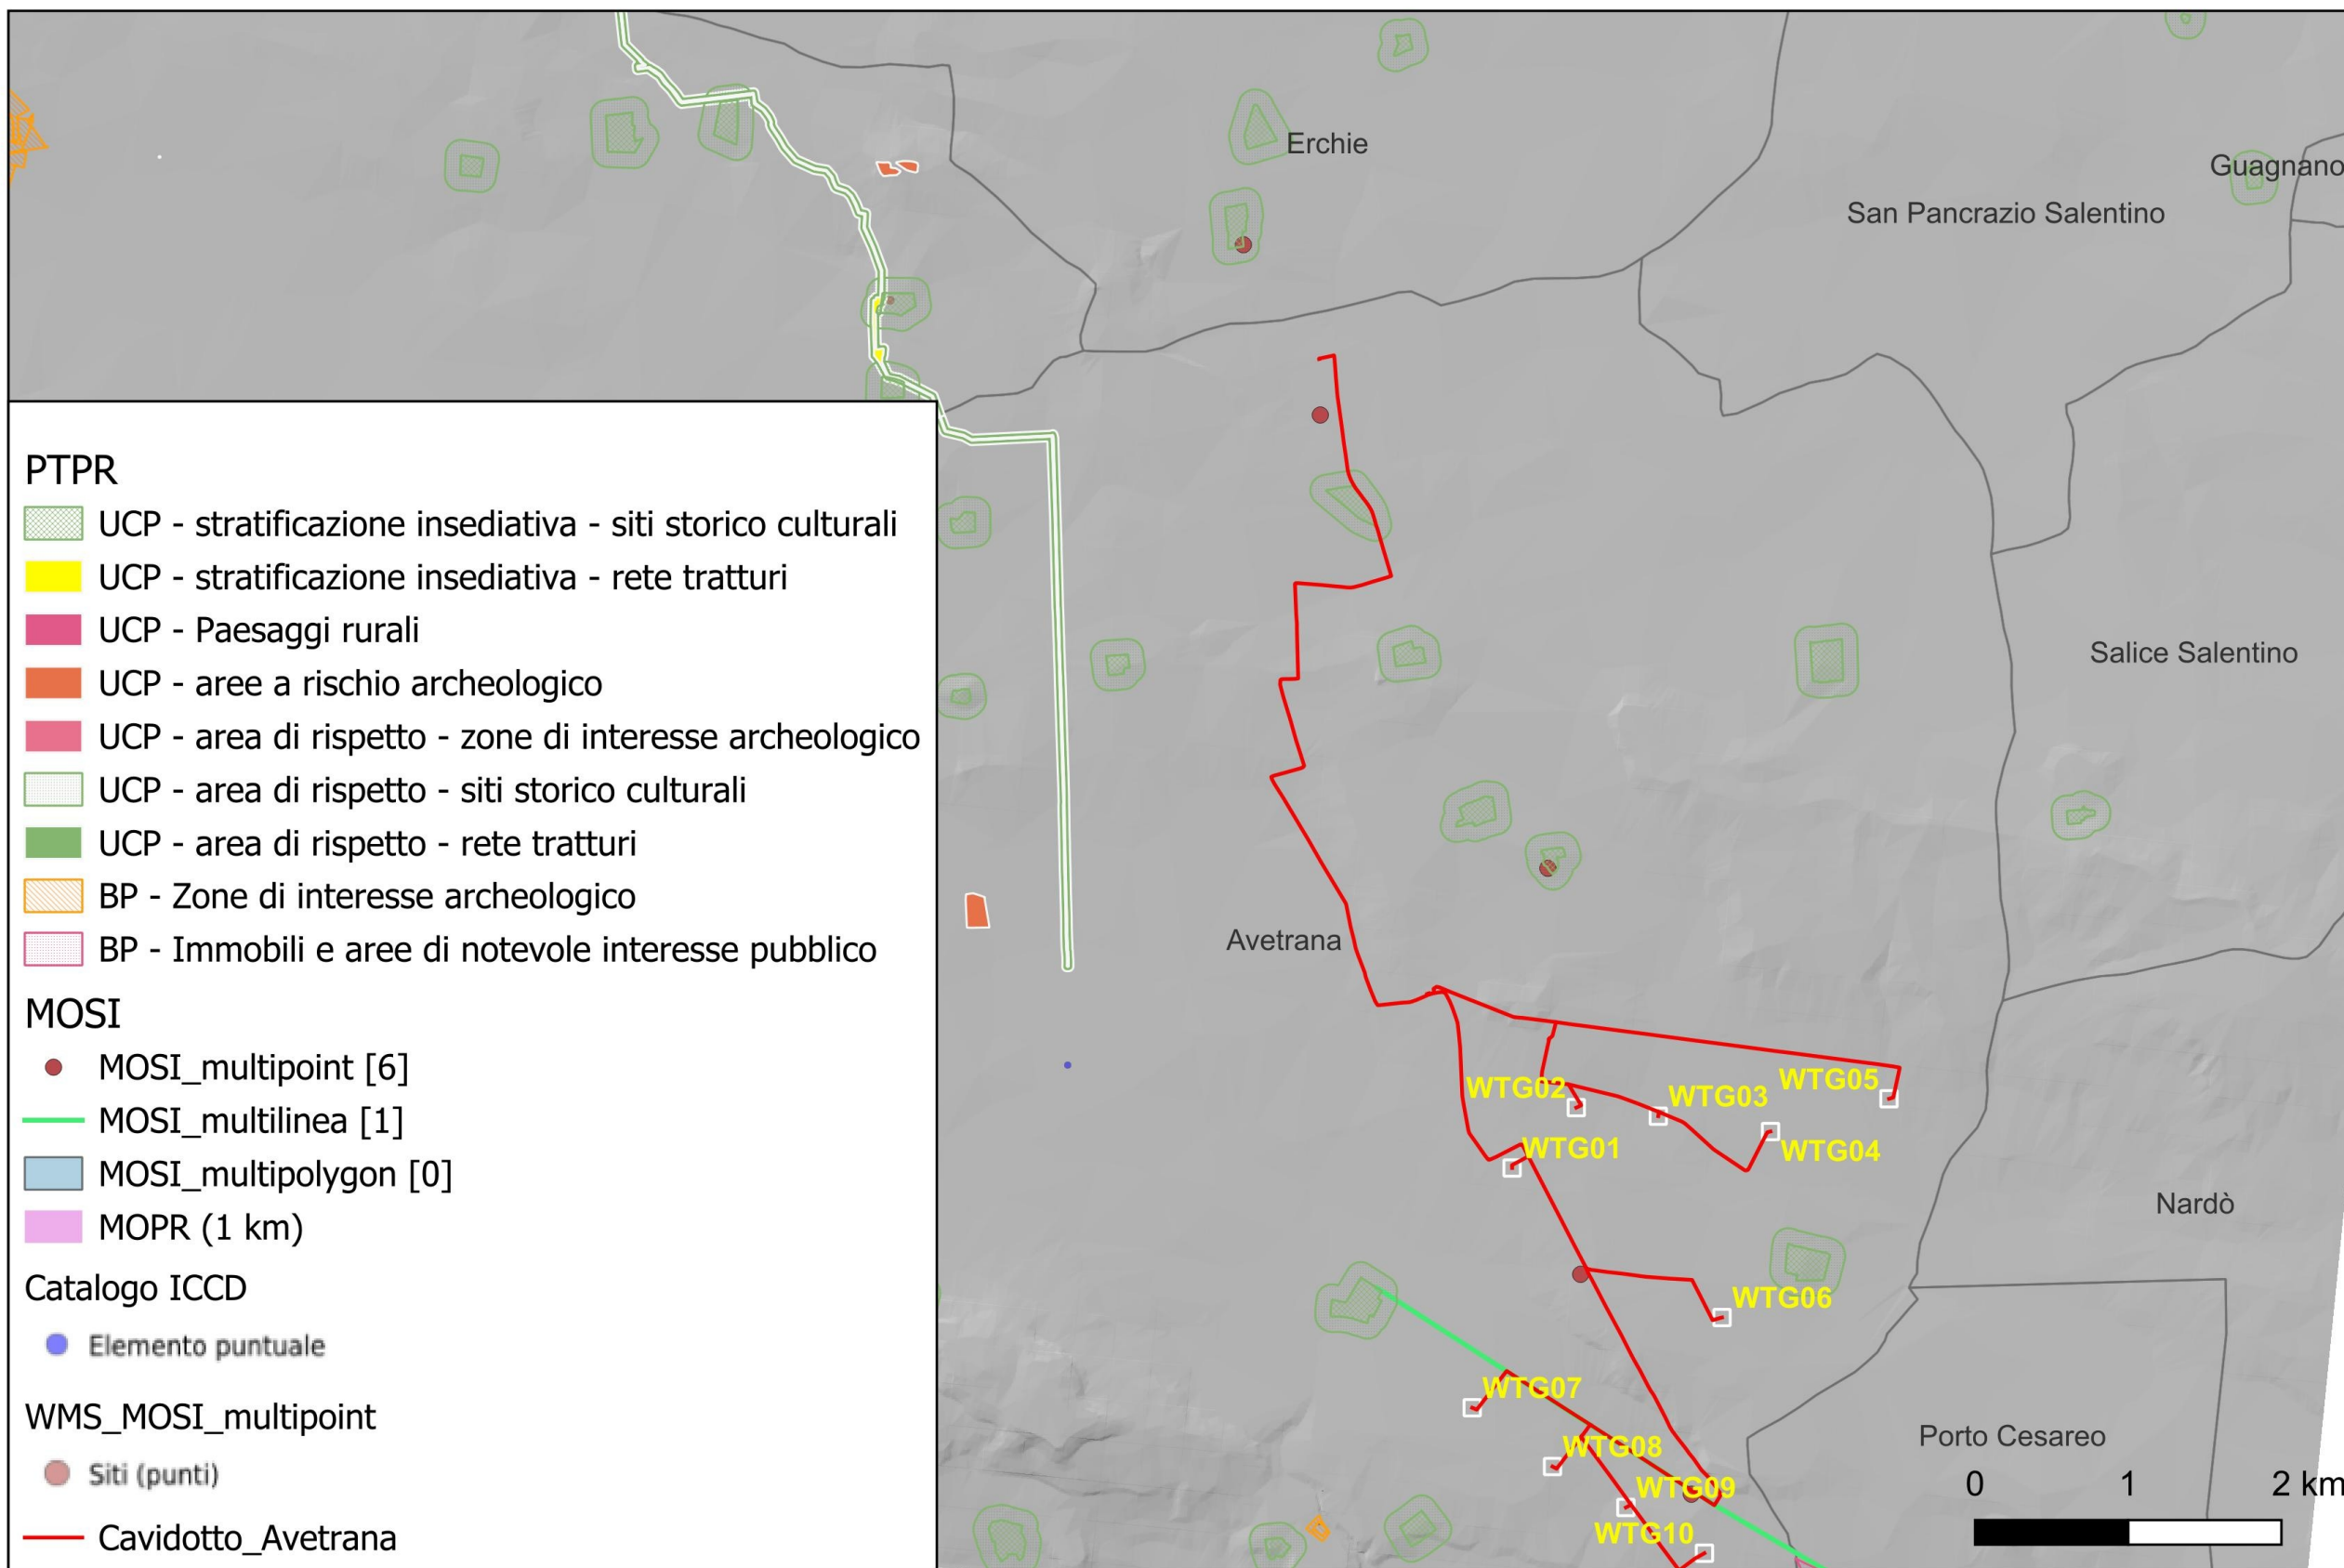 Erchie
Guagnano
San Pancrazio Salentino
PTPR
UCP - stratificazione insediativa - siti storico culturali
UCP - stratificazione insediativa - rete tratturi
UCP - Paesaggi rurali
UCP - aree a rischio archeologico
UCP - area di rispetto - zone di interesse archeologico
UCP - area di rispetto - siti storico culturali
UCP - area di rispetto - rete tratturi
BP - Zone di interesse archeologico
BP - Immobili e aree di notevole interesse pubblico
MOSI
MOSI_multipoint [6]
MOSI_multilinea [1]
MOSI_multipolygon [0]
MOPR (1 km)
Catalogo ICCD
Elemento puntuale
WMS_MOSI_multipoint
Siti (punti)
Cavidotto_Avetrana
Salice Salentino
Avetrana
WTG05
WTG02
WTG03
WTG01
WTG04
Nardò
WTG06
WTG07
Porto Cesareo
WTG08
WTG09
WTG10
0 1 2 km